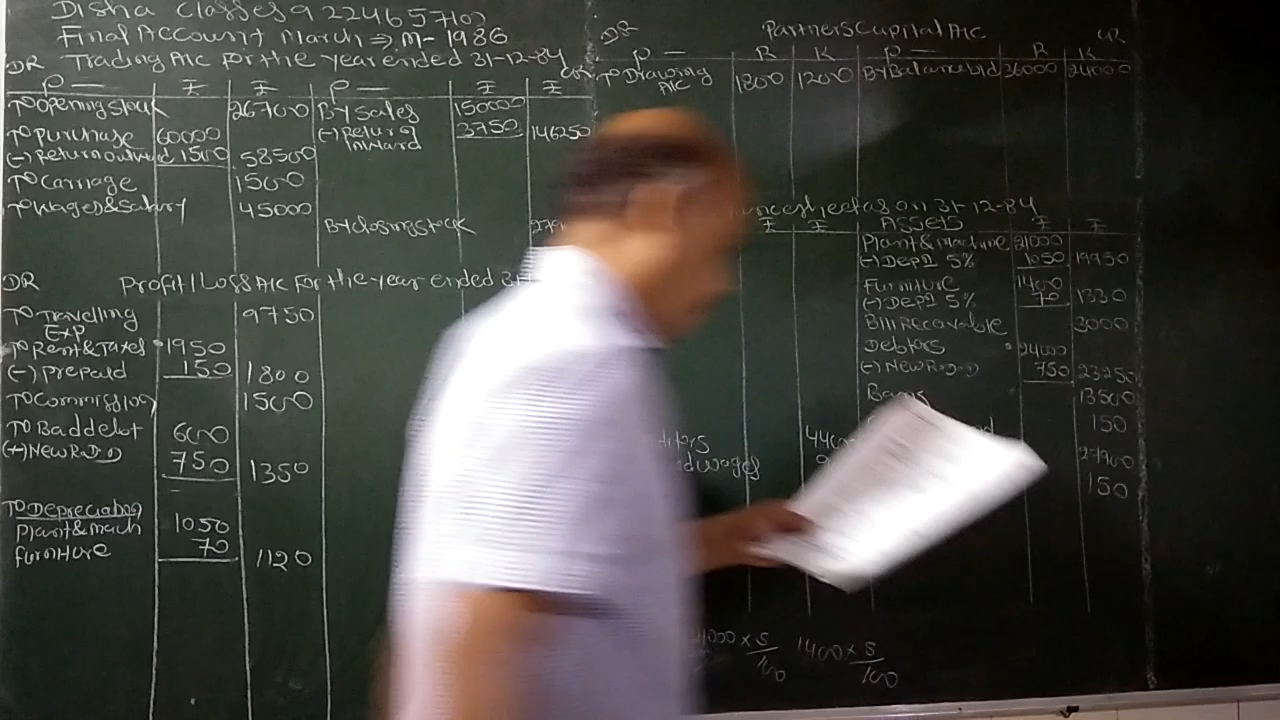 Disha Classes 9224657102
Final Account March => M-1986
DR Trading A/c for the year ended 31-12-84 CR
P — ₹ ₹ P — ₹ ₹
To opening stock 26700 By Sales 150000
To Purchase 60000 (-) Return Inward 3750 146250
(-) Return outward 1500 58500
To Carriage 1500
To Wages & Salary 45000
By closing stock
DR Profit/Loss A/c For the year ended
To Travelling Exp 9750
To Rent & Taxes 1950
(-) prepaid 150 1800
To Commission 1500
To Bad debt 600
(+) New R.D.D 750 1350
To Depreciation
Plant & Mach 1050
furniture 70 1120
DR Partners Capital A/c CR
P — R K P — R K
To Drawing A/c 1800 1200 By Balance b/d 36000 24000
as on 31-12-84
₹ ₹ Assets ₹ ₹
Plant & Machine 21000
(-) Dep 5% 1050 19950
Furniture 1400
(-) Dep 5% 70 1330
Bill Recevable 3000
Debtors 24000
(-) New R.D.D 750 23250
13500
150
wages
150
21000 x 5/100 1400 x 5/100